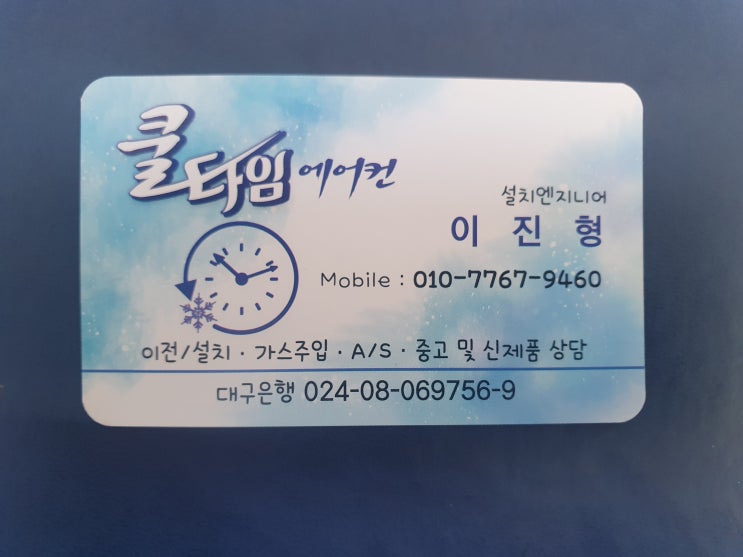 쿨타임 에어컨
설치엔지니어
이 진 형
Mobile : 010-7767-9460
이전/설치 · 가스주입 · A/S · 중고 및 신제품 상담
대구은행 024-08-069756-9